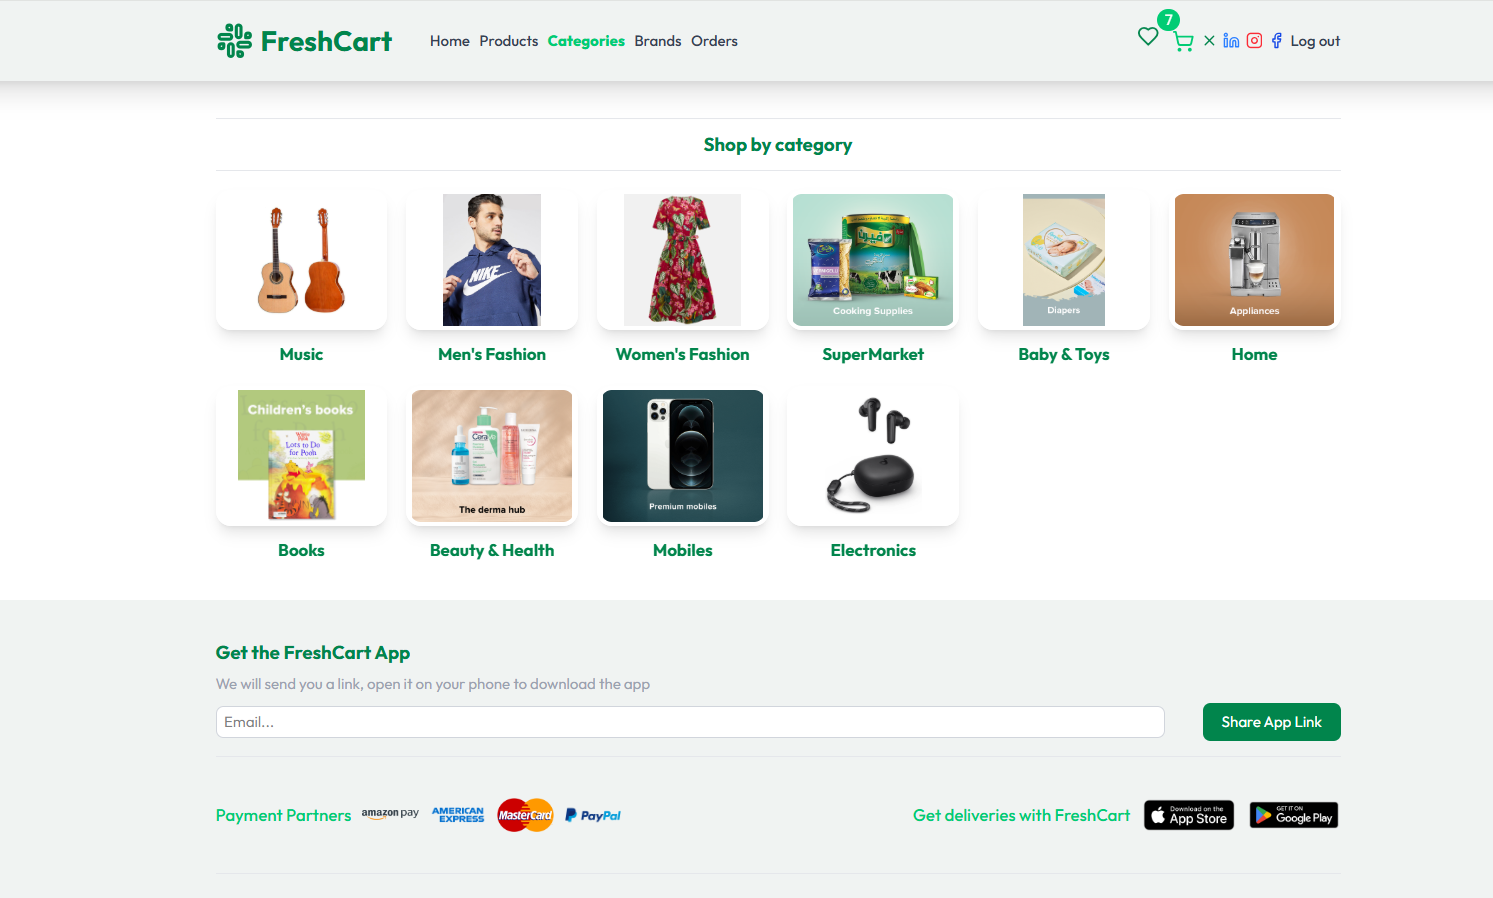 FreshCart
Home Products Categories Brands Orders
7
Log out
Shop by category
NIKE
Cooking Supplies
Diapers
Appliances
Music
Men's Fashion
Women's Fashion
SuperMarket
Baby & Toys
Home
Children's books
Lots to Do
for Pooh
CeraVe
The derma hub
Premium mobiles
Books
Beauty & Health
Mobiles
Electronics
Get the FreshCart App
We will send you a link, open it on your phone to download the app
Email...
Share App Link
Payment Partners
amazon pay
AMERICAN
EXPRESS
MasterCard
PayPal
Get deliveries with FreshCart
Download on the
App Store
GET IT ON
Google Play